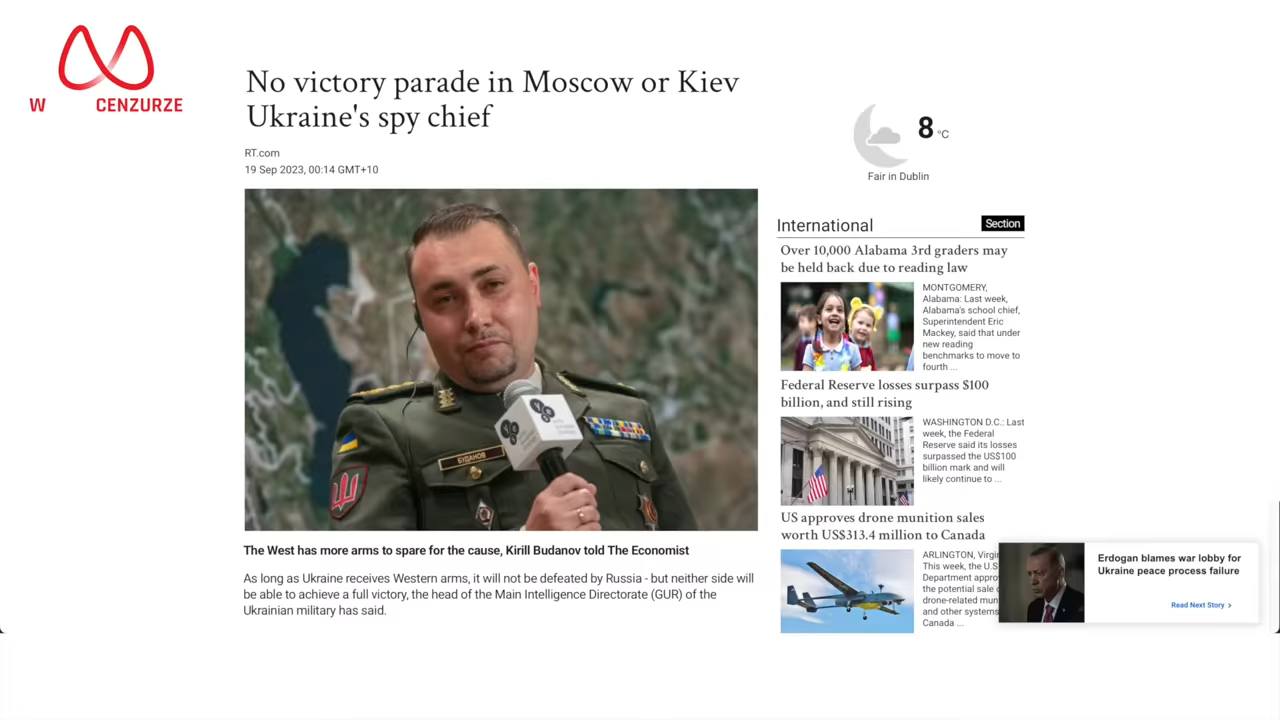 W CENZURZE
No victory parade in Moscow or Kiev
Ukraine's spy chief
RT.com
19 Sep 2023, 00:14 GMT+10
БУДАНОВ
The West has more arms to spare for the cause, Kirill Budanov told The Economist
As long as Ukraine receives Western arms, it will not be defeated by Russia - but neither side will
be able to achieve a full victory, the head of the Main Intelligence Directorate (GUR) of the
Ukrainian military has said.
8 °C
Fair in Dublin
International
Section
Over 10,000 Alabama 3rd graders may
be held back due to reading law
MONTGOMERY,
Alabama: Last week,
Alabama's school chief,
Superintendent Eric
Mackey, said that under
new reading
benchmarks to move to
fourth ...
Federal Reserve losses surpass $100
billion, and still rising
WASHINGTON D.C.: Last
week, the Federal
Reserve said its losses
surpassed the US$100
billion mark and will
likely continue to ...
US approves drone munition sales
worth US$313.4 million to Canada
ARLINGTON, Virgin
This week, the U.S
Department appro
the potential sale
drone-related mun
and other systems
Canada ...
Erdogan blames war lobby for
Ukraine peace process failure
Read Next Story